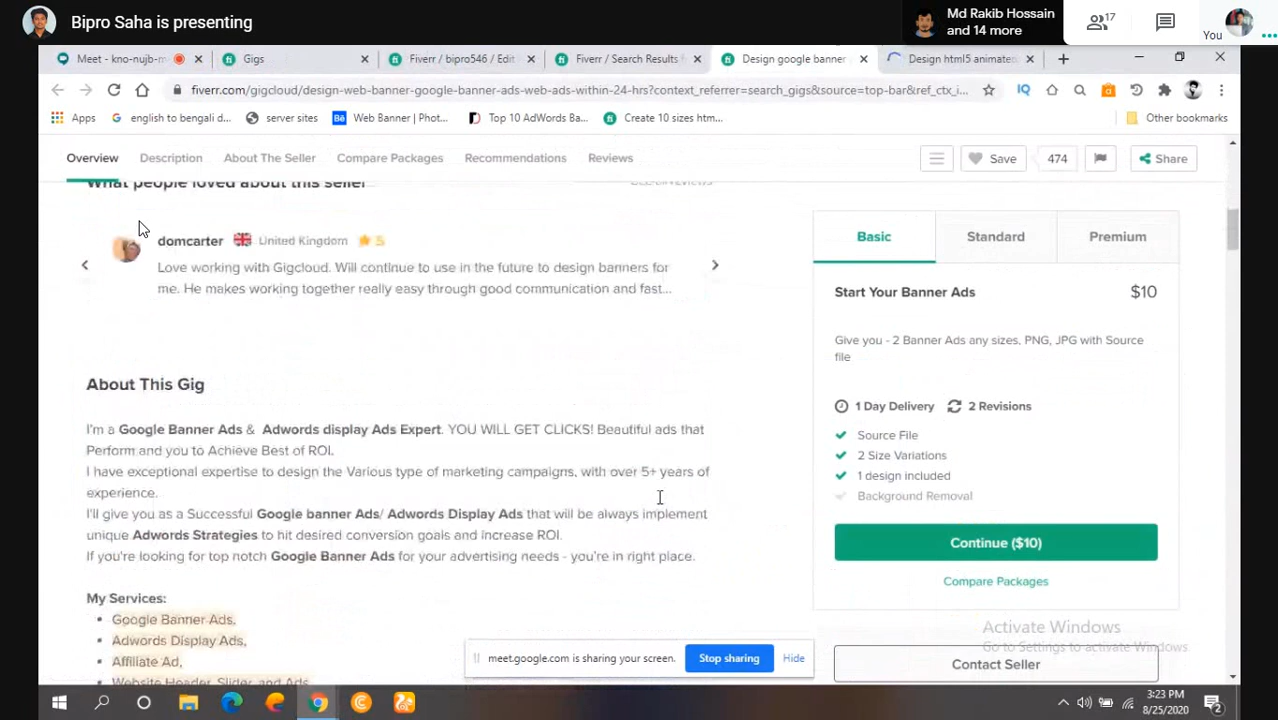 Bipro Saha is presenting
Md Rakib Hossain
and 14 more
17
You
Meet - kno-nujb-m
Gigs
Fiverr / bipro546 / Edit
Fiverr / Search Results
Design google banner
Design html5 animate
fiverr.com/gigcloud/design-web-banner-google-banner-ads-web-ads-within-24-hrs?context_referrer=search_gigs&source=top-bar&ref_ctx_i...
Apps
english to bengali d...
server sites
Web Banner | Phot...
Top 10 AdWords Ba...
Create 10 sizes htm...
Other bookmarks
Overview
Description
About The Seller
Compare Packages
Recommendations
Reviews
Save
474
Share
What people loved about this seller
domcarter
United Kingdom
5
Love working with Gigcloud. Will continue to use in the future to design banners for
me. He makes working together really easy through good communication and fast...
About This Gig
I'm a Google Banner Ads & Adwords display Ads Expert. YOU WILL GET CLICKS! Beautiful ads that
Perform and you to Achieve Best of ROI.
I have exceptional expertise to design the Various type of marketing campaigns, with over 5+ years of
experience.
I'll give you as a Successful Google banner Ads/ Adwords Display Ads that will be always implement
unique Adwords Strategies to hit desired conversion goals and increase ROI.
If you're looking for top notch Google Banner Ads for your advertising needs - you're in right place.
My Services:
Google Banner Ads,
Adwords Display Ads,
Affiliate Ad,
Website Header, Slider, and Ads
Basic
Standard
Premium
Start Your Banner Ads
$10
Give you - 2 Banner Ads any sizes, PNG, JPG with Source
file
1 Day Delivery
2 Revisions
Source File
2 Size Variations
1 design included
Background Removal
Continue ($10)
Compare Packages
Activate Windows
Go to Settings to activate Windows.
Contact Seller
meet.google.com is sharing your screen.
Stop sharing
Hide
3:23 PM
8/25/2020
2